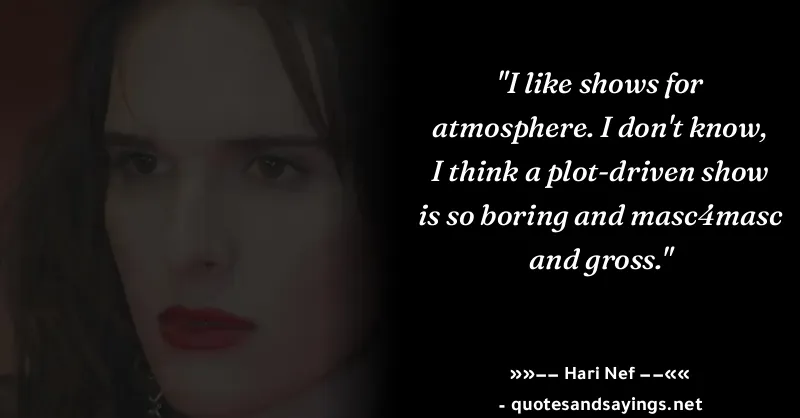 "I like shows for
atmosphere. I don't know,
I think a plot-driven show
is so boring and masc4masc
and gross."
»»−− Hari Nef −−««
- quotesandsayings.net